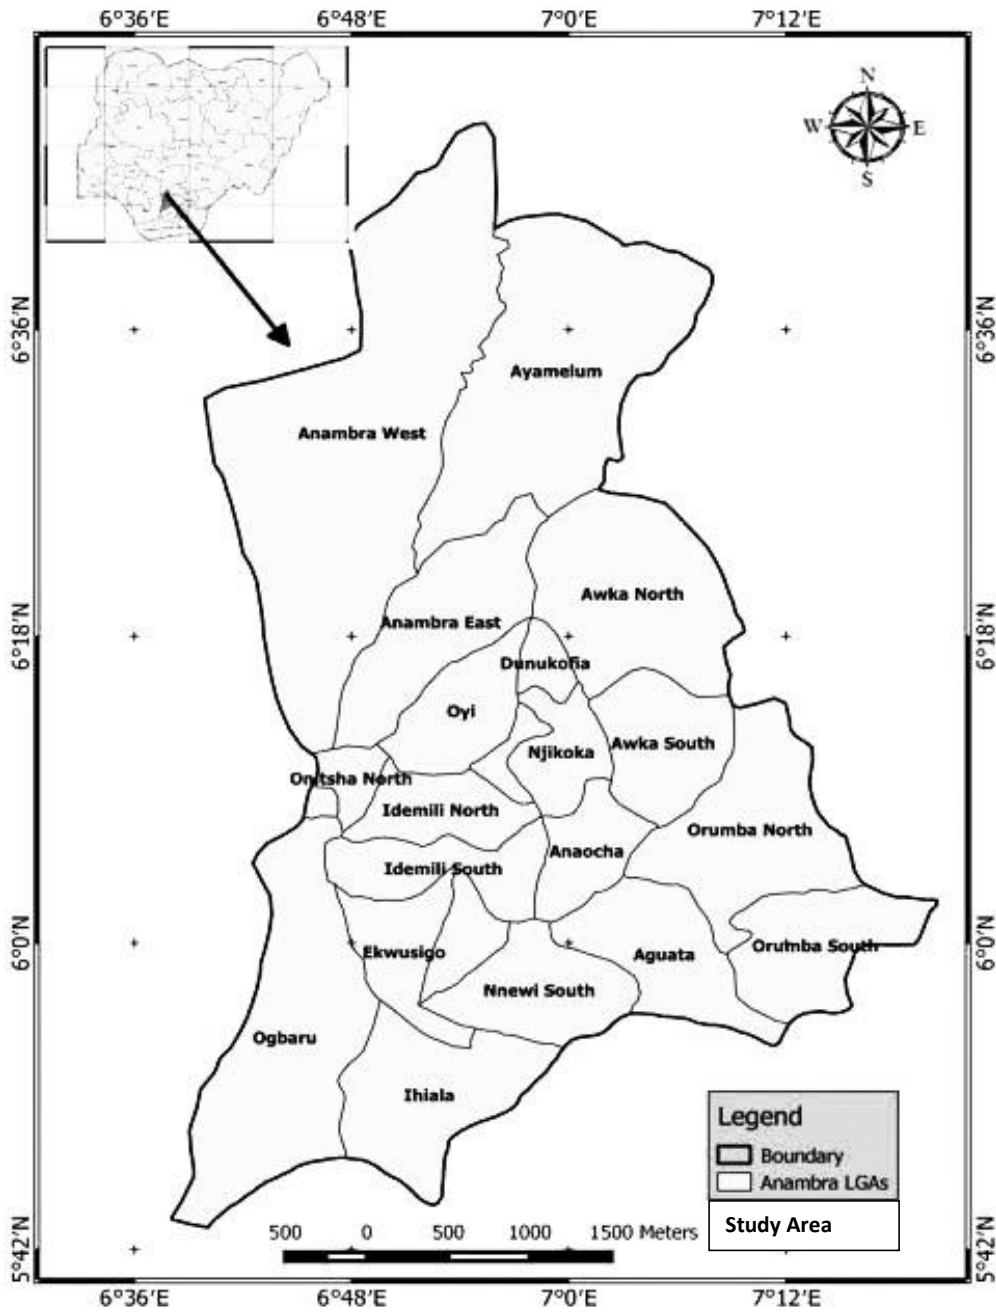 6°36'E 6°48'E 7°0'E 7°12'E
N
W E
S
6°36'N 6°36'N
Ayamelum
Anambra West
Awka North
Anambra East
6°18'N 6°18'N
Dunukofia
Oyi
Awka South
Njikoka
Onitsha North
Idemili North
Orumba North
Anaocha
Idemili South
6°0'N 6°0'N
Orumba South
Ekwusigo
Aguata
Nnewi South
Ogbaru
Ihiala
Legend
Boundary
Anambra LGAs
Study Area
500 0 500 1000 1500 Meters
5°42'N 5°42'N
6°36'E 6°48'E 7°0'E 7°12'E